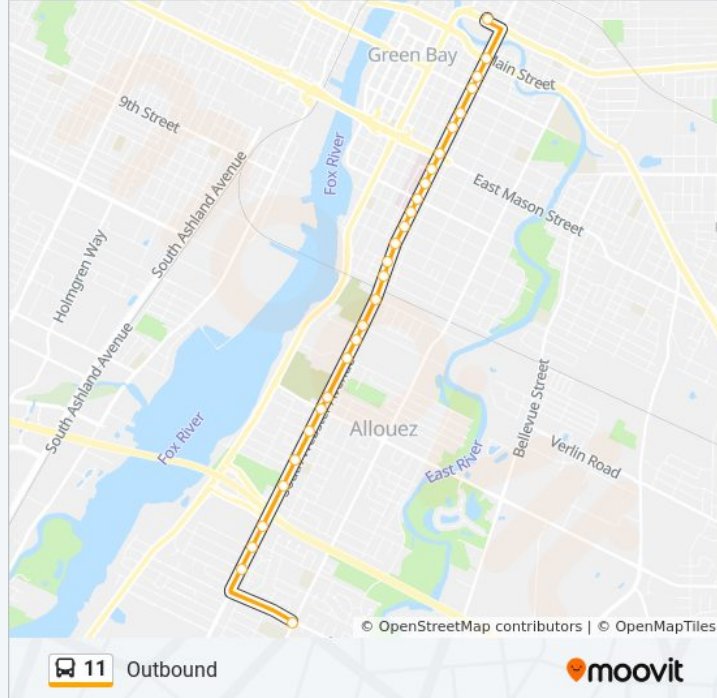 Green Bay
Main Street
9th Street
Fox River
South Ashland Avenue
East Mason Street
Holmgren Way
South Ashland Avenue
Allouez
Bellevue Street
Fox River
East River
Verlin Road
© OpenStreetMap contributors | © OpenMapTiles
11 Outbound
moovit